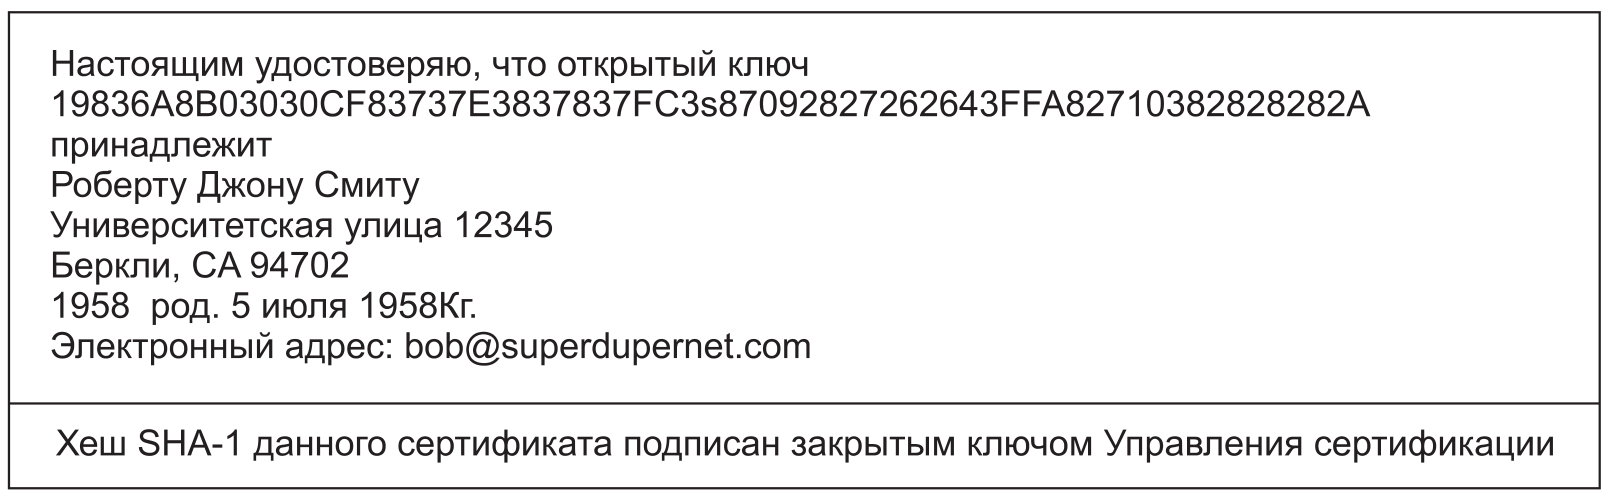 Настоящим удостоверяю, что открытый ключ
19836A8B03030CF83737E3837837FC3s87092827262643FFA82710382828282A
принадлежит
Роберту Джону Смиту
Университетская улица 12345
Беркли, CA 94702
1958 род. 5 июля 1958Кг.
Электронный адрес: bob@superdupernet.com
Хеш SHA-1 данного сертификата подписан закрытым ключом Управления сертификации